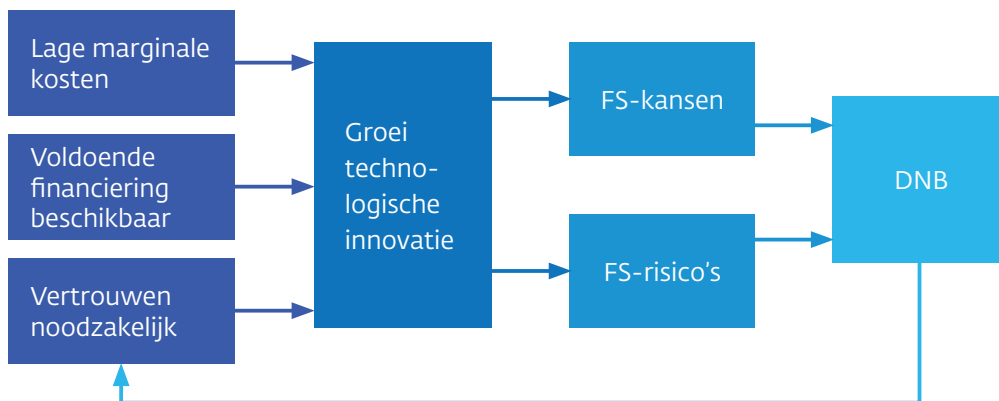 Lage marginale
kosten
Voldoende
financiering
beschikbaar
Vertrouwen
noodzakelijk
Groei
techno-
logische
innovatie
FS-kansen
FS-risico's
DNB